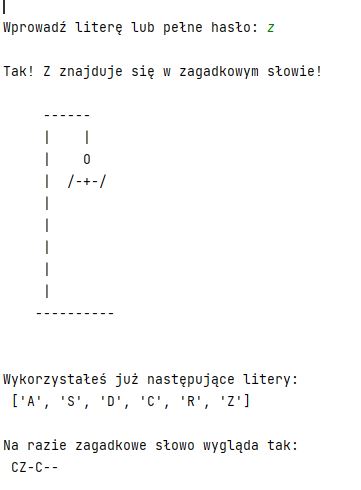 Wprowadź literę lub pełne hasło: z
Tak! Z znajduje się w zagadkowym słowie!
------
|    |
|    O
|  /-+-/
|
|
|
|
|
----------
Wykorzystałeś już następujące litery:
['A', 'S', 'D', 'C', 'R', 'Z']
Na razie zagadkowe słowo wygląda tak:
CZ-C--